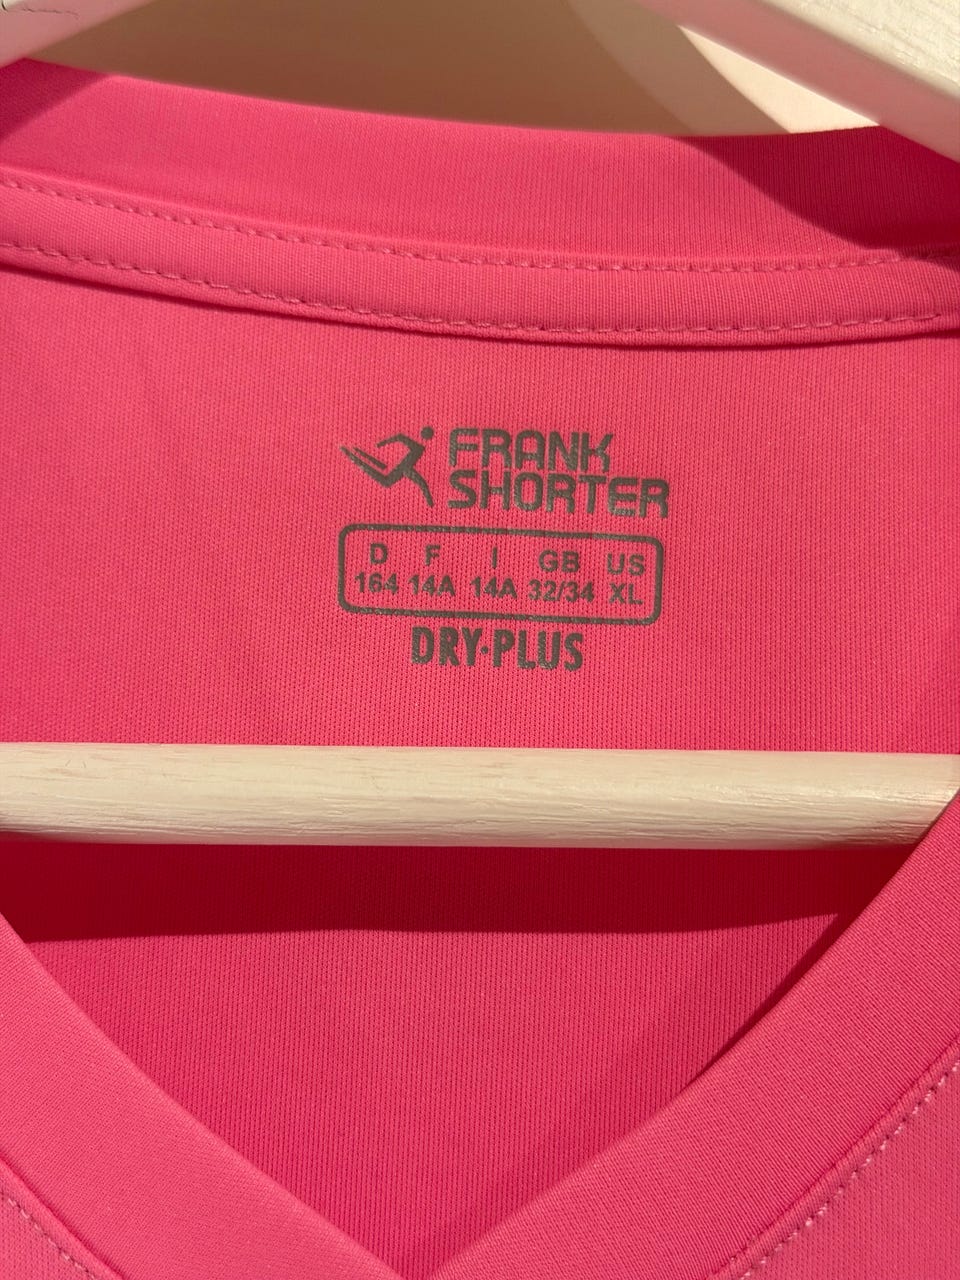 FRANK
SHORTER
D F I GB US
164 14A 14A 32/34 XL
DRY·PLUS